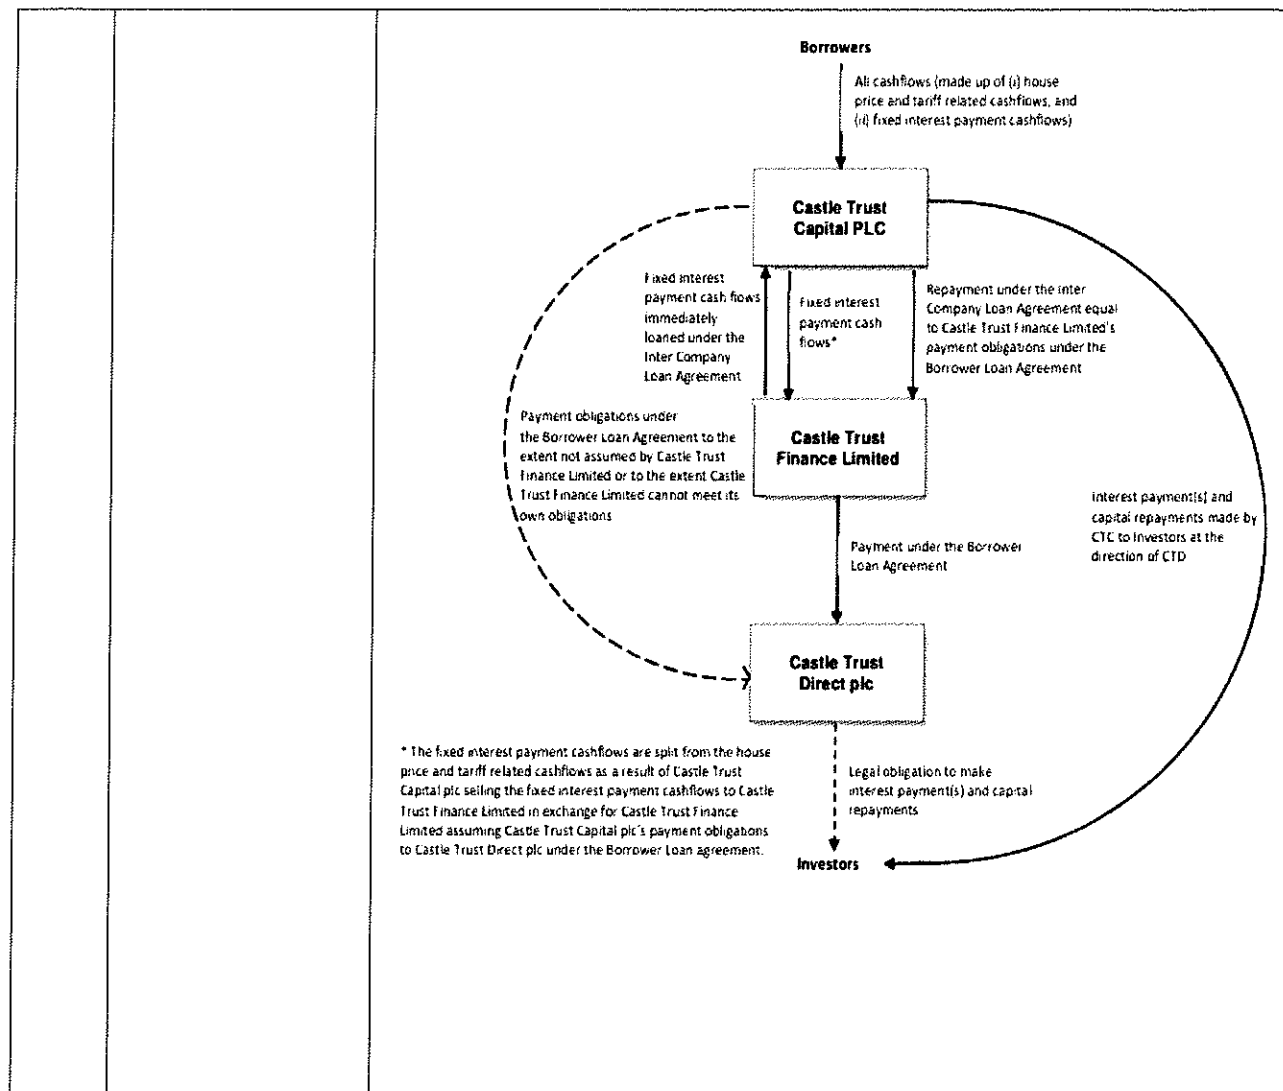 Borrowers
All cashflows (made up of (i) house
price and tariff related cashflows, and
(ii) fixed interest payment cashflows)
Castle Trust
Capital PLC
Fixed interest
payment cash flows
immediately
loaned under the
Inter Company
Loan Agreement
Fixed interest
payment cash
flows*
Repayment under the Inter
Company Loan Agreement equal
to Castle Trust Finance Limited's
payment obligations under the
Borrower Loan Agreement
Payment obligations under
the Borrower Loan Agreement to the
extent not assumed by Castle Trust
Finance Limited or to the extent Castle
Trust Finance Limited cannot meet its
own obligations
Castle Trust
Finance Limited
Interest payment(s) and
capital repayments made by
CTC to Investors at the
direction of CTD
Payment under the Borrower
Loan Agreement
Castle Trust
Direct plc
* The fixed interest payment cashflows are split from the house
price and tariff related cashflows as a result of Castle Trust
Capital plc selling the fixed interest payment cashflows to Castle
Trust Finance Limited in exchange for Castle Trust Finance
Limited assuming Castle Trust Capital plc's payment obligations
to Castle Trust Direct plc under the Borrower Loan agreement.
Legal obligation to make
interest payment(s) and capital
repayments
Investors